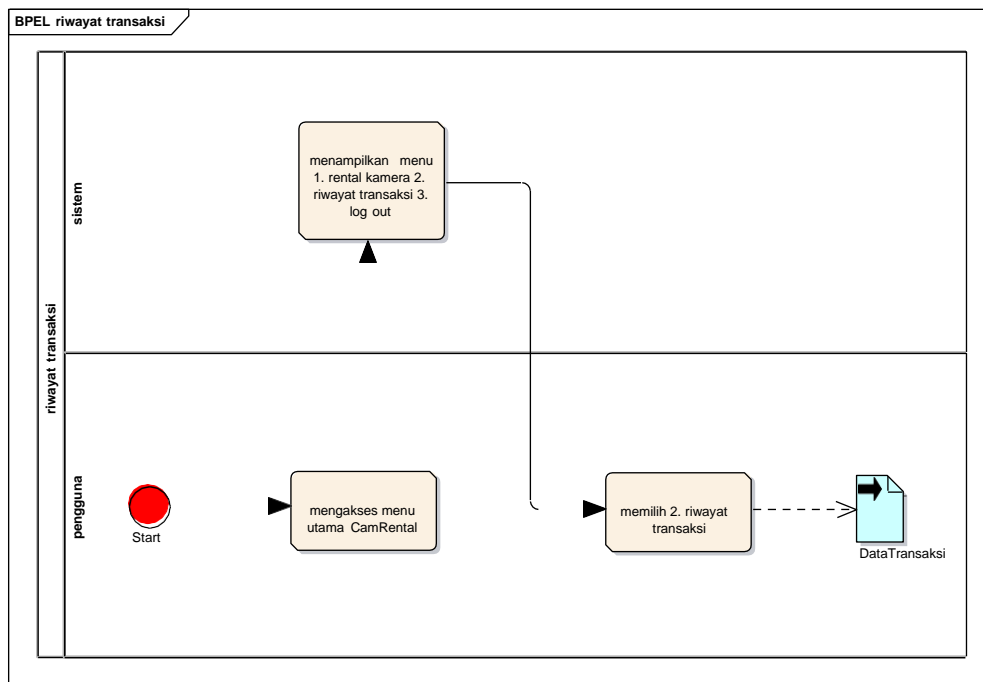 BPEL riwayat transaksi
riwayat transaksi
sistem
menampilkan menu
1. rental kamera 2.
riwayat transaksi 3.
log out
pengguna
Start
mengakses menu
utama CamRental
memilih 2. riwayat
transaksi
DataTransaksi